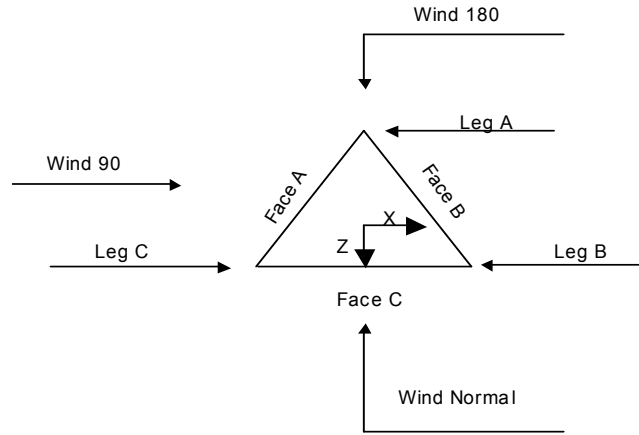 Wind 180
Leg A
Wind 90
Face A
Face B
X
Z
Leg C
Leg B
Face C
Wind Normal